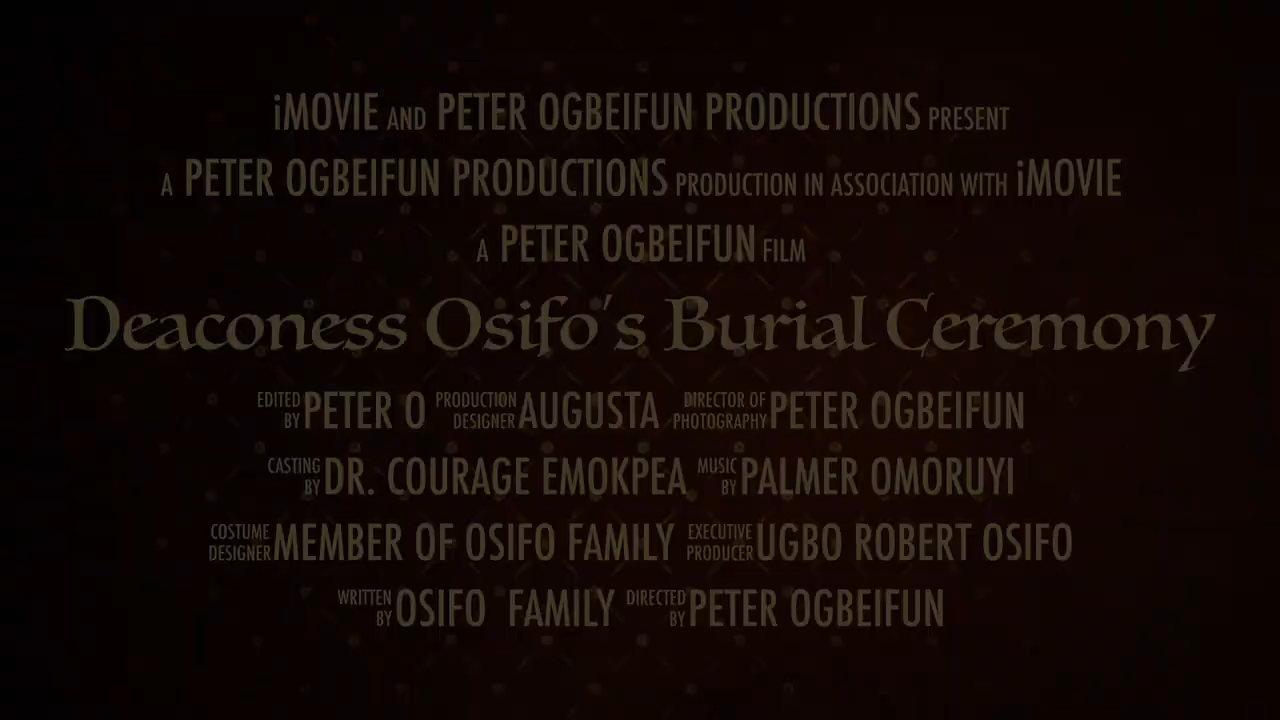 iMOVIE AND PETER OGBEIFUN PRODUCTIONS PRESENT
A PETER OGBEIFUN PRODUCTIONS PRODUCTION IN ASSOCIATION WITH iMOVIE
A PETER OGBEIFUN FILM
Deaconess Osifo's Burial Ceremony
EDITED BY PETER O PRODUCTION DESIGNER AUGUSTA DIRECTOR OF PHOTOGRAPHY PETER OGBEIFUN
CASTING BY DR. COURAGE EMOKPEA MUSIC BY PALMER OMORUYI
COSTUME DESIGNER MEMBER OF OSIFO FAMILY EXECUTIVE PRODUCER UGBO ROBERT OSIFO
WRITTEN BY OSIFO FAMILY DIRECTED BY PETER OGBEIFUN